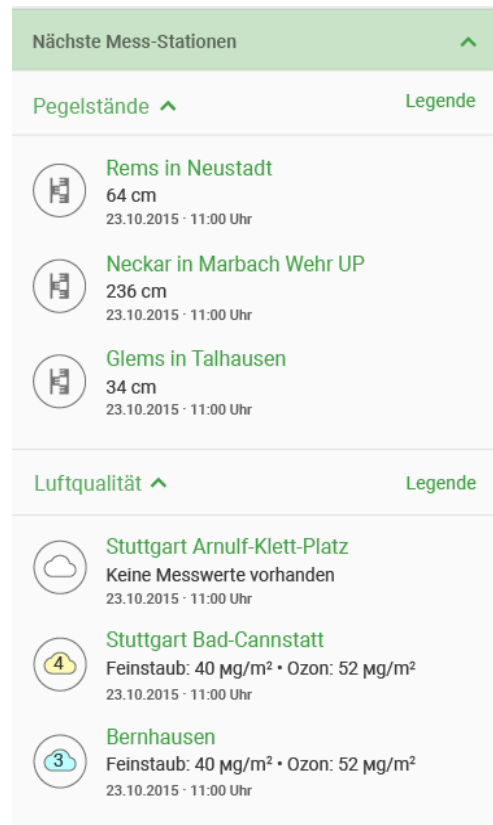 Nächste Mess-Stationen
Pegelstände
Legende
Rems in Neustadt
64 cm
23.10.2015 · 11:00 Uhr
Neckar in Marbach Wehr UP
236 cm
23.10.2015 · 11:00 Uhr
Glems in Talhausen
34 cm
23.10.2015 · 11:00 Uhr
Luftqualität
Legende
Stuttgart Arnulf-Klett-Platz
Keine Messwerte vorhanden
23.10.2015 · 11:00 Uhr
4
Stuttgart Bad-Cannstatt
Feinstaub: 40 μg/m² • Ozon: 52 μg/m²
23.10.2015 · 11:00 Uhr
3
Bernhausen
Feinstaub: 40 μg/m² • Ozon: 52 μg/m²
23.10.2015 · 11:00 Uhr